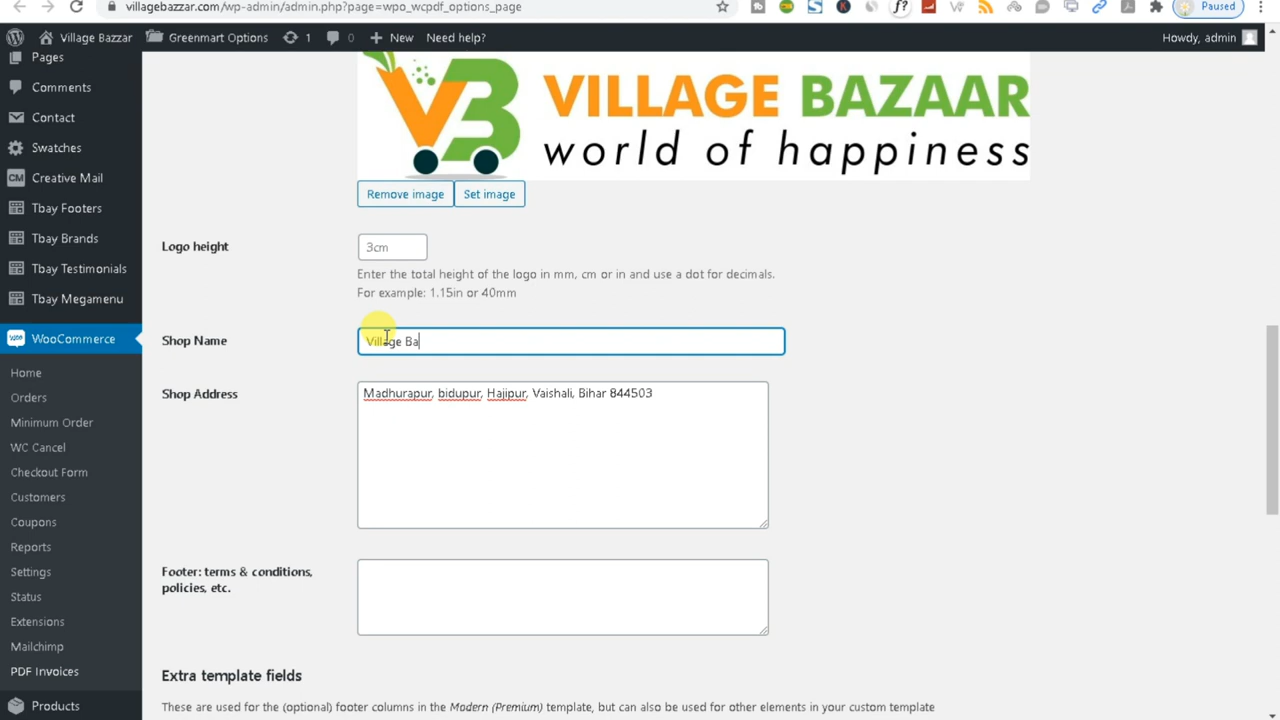 villagebazzar.com/wp-admin/admin.php?page=wpo_wcpdf_options_page
Paused
Village Bazzar
Greenmart Options
1
0
New
Need help?
Howdy, admin
Pages
Comments
Contact
Swatches
CM Creative Mail
Tbay Footers
Tbay Brands
Tbay Testimonials
Tbay Megamenu
WooCommerce
Home
Orders
Minimum Order
WC Cancel
Checkout Form
Customers
Coupons
Reports
Settings
Status
Extensions
Mailchimp
PDF Invoices
Products
VB VILLAGE BAZAAR
world of happiness
Remove image
Set image
Logo height
3cm
Enter the total height of the logo in mm, cm or in and use a dot for decimals.
For example: 1.15in or 40mm
Shop Name
Village Ba
Shop Address
Madhurapur, bidupur, Hajipur, Vaishali, Bihar 844503
Footer: terms & conditions,
policies, etc.
Extra template fields
These are used for the (optional) footer columns in the Modern (Premium) template, but can also be used for other elements in your custom template